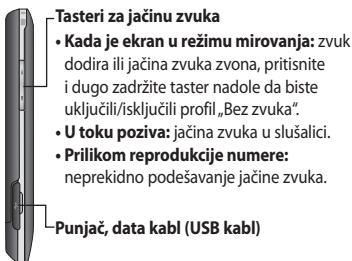 Tasteri za jačinu zvuka
• Kada je ekran u režimu mirovanja: zvuk
dodira ili jačina zvuka zvona, pritisnite
i dugo zadržite taster nadole da biste
uključili/isključili profil „Bez zvuka“.
• U toku poziva: jačina zvuka u slušalici.
• Prilikom reprodukcije numere:
neprekidno podešavanje jačine zvuka.
Punjač, data kabl (USB kabl)